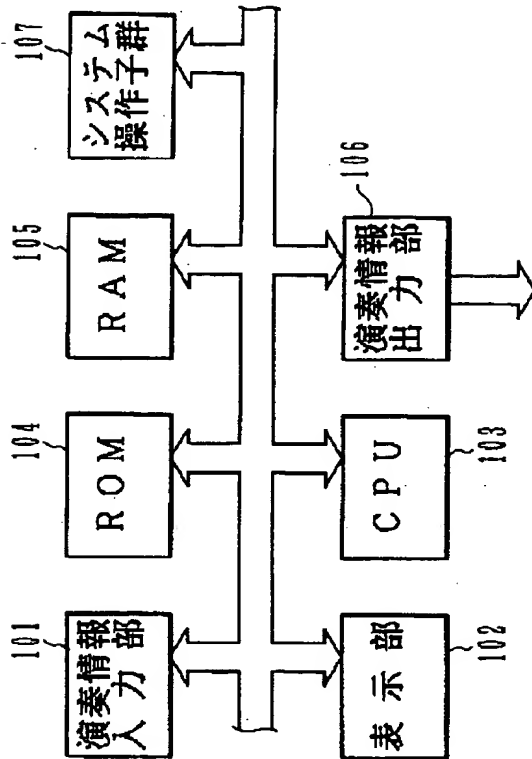 101
演奏情報
入力部
104
ROM
105
RAM
107
システム
操作子群
表示部
102
CPU
103
演奏情報
出力部
106